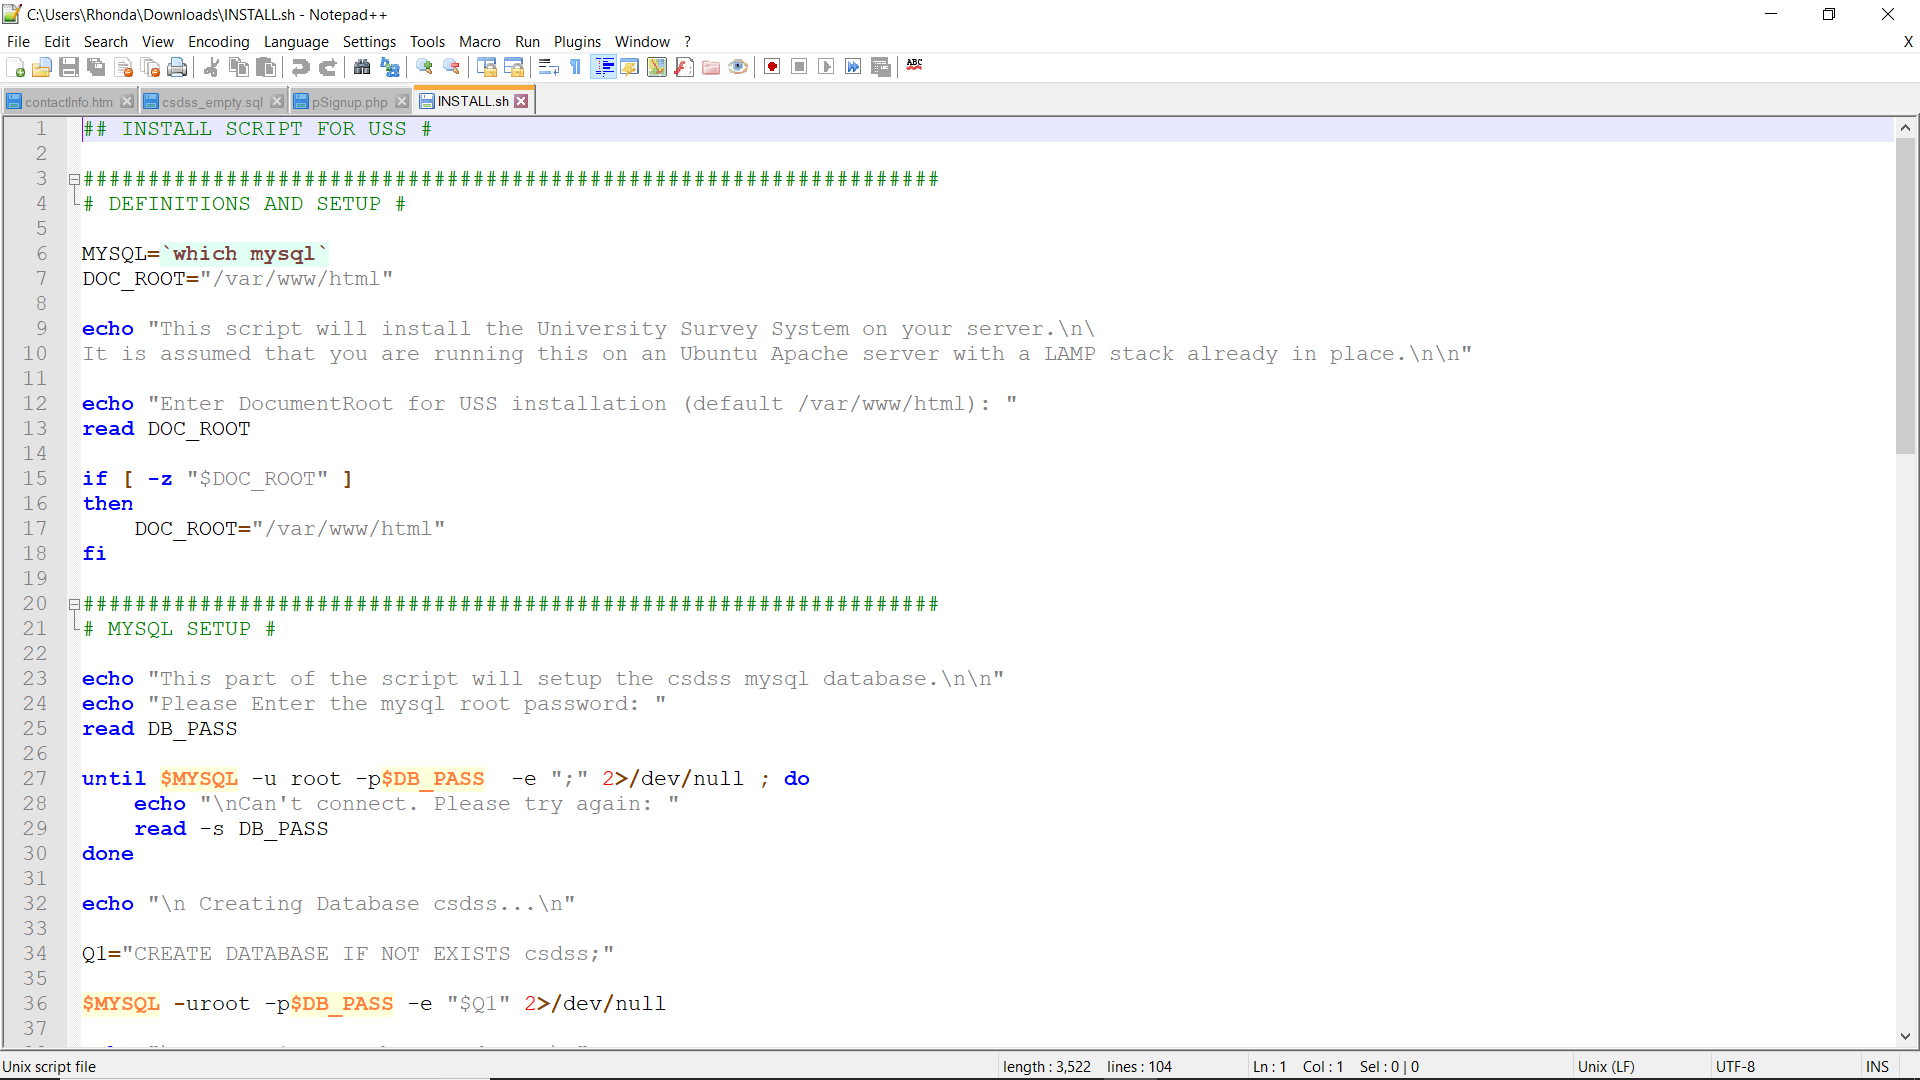 C:\Users\Rhonda\Downloads\INSTALL.sh - Notepad++
File Edit Search View Encoding Language Settings Tools Macro Run Plugins Window ? X
ABC
contactInfo.htm csdss_empty.sql pSignup.php INSTALL.sh
1 ## INSTALL SCRIPT FOR USS #
2
3 ##################################################################
4 # DEFINITIONS AND SETUP #
5
6 MYSQL=`which mysql`
7 DOC_ROOT="/var/www/html"
8
9 echo "This script will install the University Survey System on your server.\n\
10 It is assumed that you are running this on an Ubuntu Apache server with a LAMP stack already in place.\n\n"
11
12 echo "Enter DocumentRoot for USS installation (default /var/www/html): "
13 read DOC_ROOT
14
15 if [ -z "$DOC_ROOT" ]
16 then
17     DOC_ROOT="/var/www/html"
18 fi
19
20 ##################################################################
21 # MYSQL SETUP #
22
23 echo "This part of the script will setup the csdss mysql database.\n\n"
24 echo "Please Enter the mysql root password: "
25 read DB_PASS
26
27 until $MYSQL -u root -p$DB_PASS  -e ";" 2>/dev/null ; do
28     echo "\nCan't connect. Please try again: "
29     read -s DB_PASS
30 done
31
32 echo "\n Creating Database csdss...\n"
33
34 Q1="CREATE DATABASE IF NOT EXISTS csdss;"
35
36 $MYSQL -uroot -p$DB_PASS -e "$Q1" 2>/dev/null
37
Unix script file length : 3,522 lines : 104 Ln : 1 Col : 1 Sel : 0 | 0 Unix (LF) UTF-8 INS